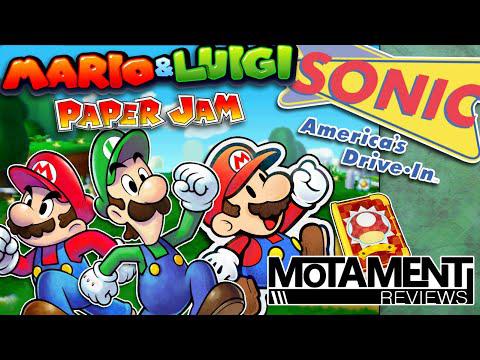 MARIO & LUIGI
PAPER JAM
SONIC
America's
Drive-In
MOTAMENT
REVIEWS